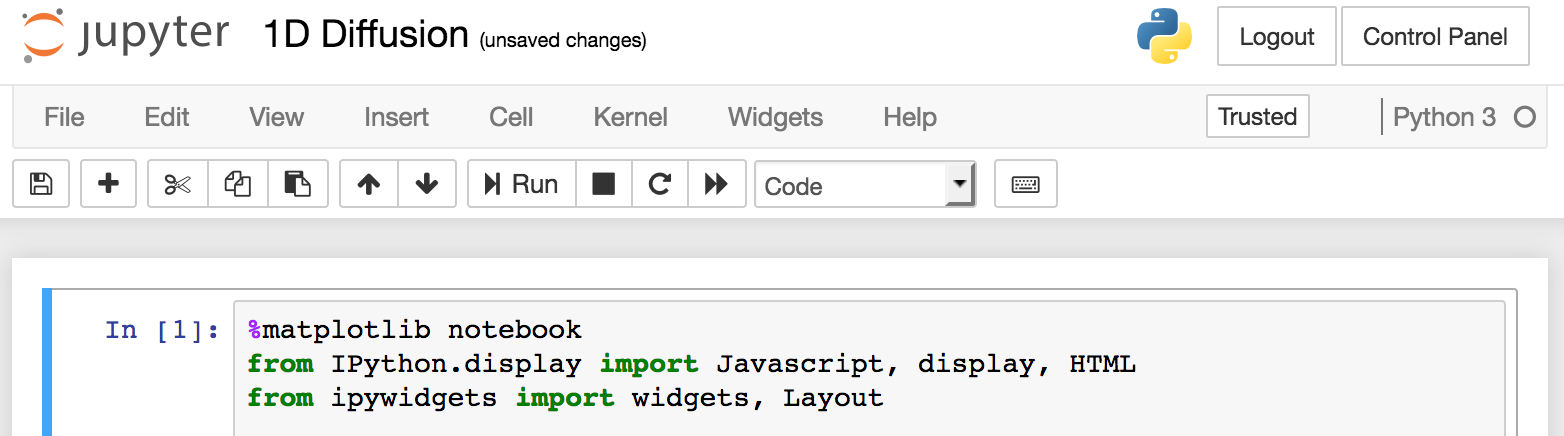 jupyter 1D Diffusion (unsaved changes) Logout Control Panel
File Edit View Insert Cell Kernel Widgets Help Trusted Python 3
Run Code
In [1]: %matplotlib notebook
from IPython.display import Javascript, display, HTML
from ipywidgets import widgets, Layout